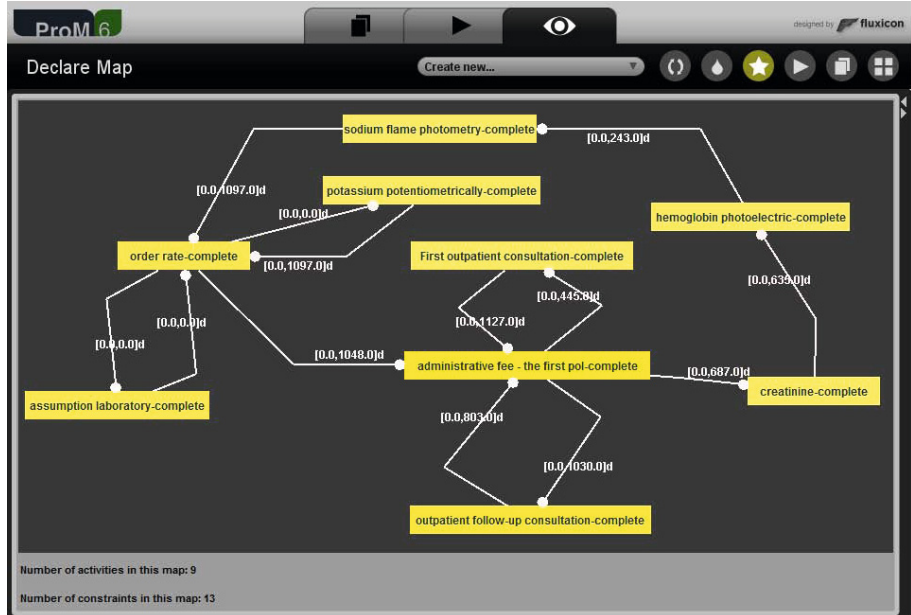 ProM 6
designed by fluxicon
Declare Map
Create new...
sodium flame photometry-complete
[0.0,243.0]d
[0.0,1097.0]d
potassium potentiometrically-complete
[0.0,0.0]d
hemoglobin photoelectric-complete
order rate-complete
[0.0,1097.0]d
First outpatient consultation-complete
[0.0,635.0]d
[0.0,445.0]d
[0.0,0.0]d
[0.0,1127.0]d
[0.0,0.0]d
[0.0,1048.0]d
administrative fee - the first pol-complete
[0.0,687.0]d
creatinine-complete
assumption laboratory-complete
[0.0,803.0]d
[0.0,1030.0]d
outpatient follow-up consultation-complete
Number of activities in this map: 9
Number of constraints in this map: 13